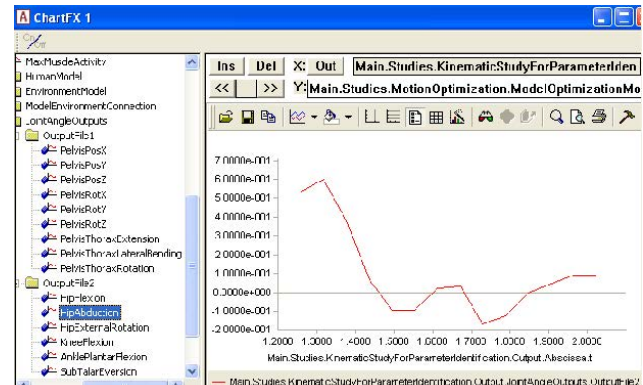 ChartFX 1
On/Off
MaxMuscleActivity
HumanModel
EnvironmentModel
ModelEnvironmentConnection
JointAngleOutputs
OutputFile1
PelvisPosX
PelvisPosY
PelvisPosZ
PelvisRotX
PelvisRotY
PelvisRotZ
PelvisThoraxExtension
PelvisThoraxLateralBending
PelvisThoraxRotation
OutputFile2
HipFlexion
HipAbduction
HipExternalRotation
KneeFlexion
AnklePlantarFlexion
SubTalarEversion
Ins Del X: Out Main.Studies.KinematicStudyForParameterIden
<< >> Y: Main.Studies.MotionOptimization.ModelOptimizationMo
7.0000e-001
6.0000e-001
5.0000e-001
4.0000e-001
3.0000e-001
2.0000e-001
1.0000e-001
0.0000e+000
-1.0000e-001
-2.0000e-001
1.2000 1.3000 1.4000 1.5000 1.6000 1.7000 1.8000 1.9000 2.0000
Main.Studies.KinematicStudyForParameterIdentification.Output.Abscissa.t
Main.Studies.KinematicStudyForParameterIdentification.Output.JointAngleOutputs.OutputFile2